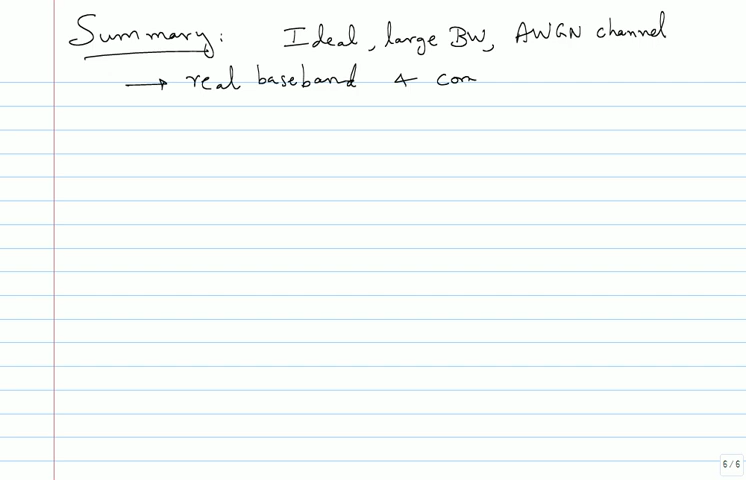 Summary: Ideal, large BW, AWGN channel
→ real baseband & com
6/6